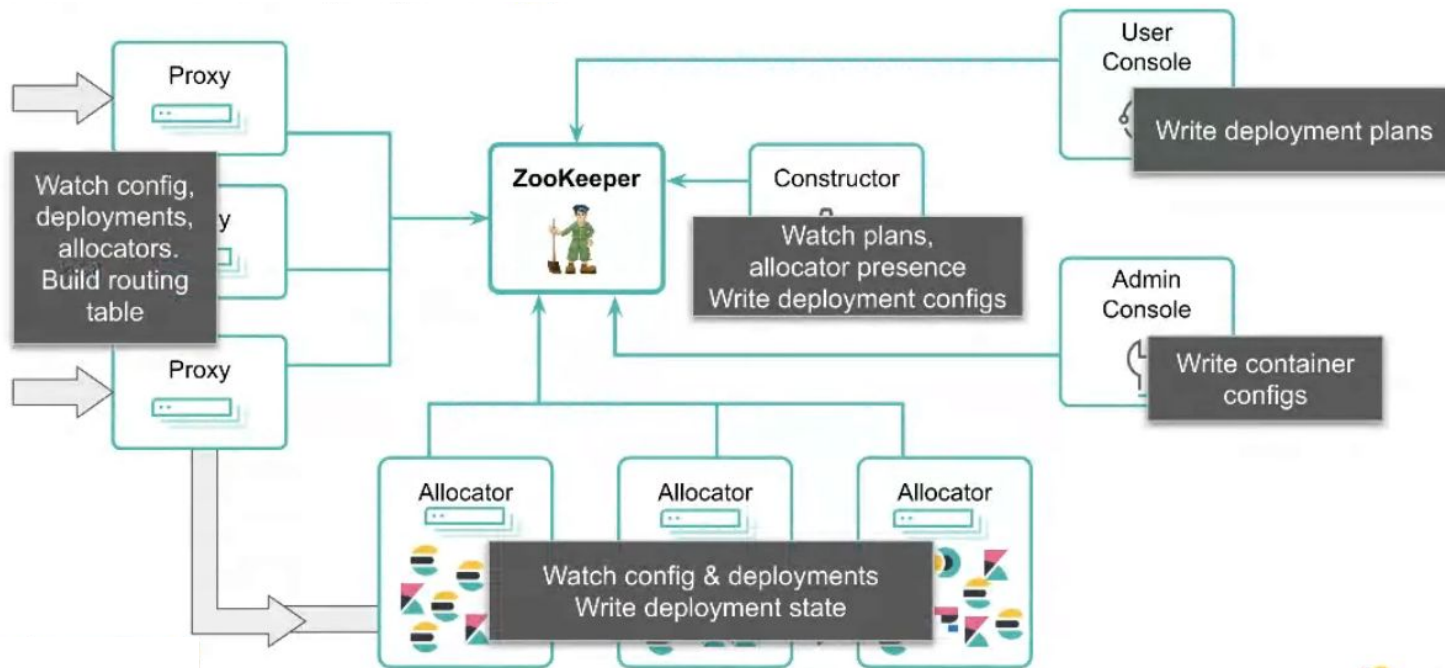 Proxy
Watch config,
deployments,
allocators.
Build routing
table
y
Proxy
ZooKeeper
Constructor
Watch plans,
allocator presence
Write deployment configs
User
Console
Write deployment plans
Admin
Console
Write container
configs
Allocator
Allocator
Allocator
Watch config & deployments
Write deployment state